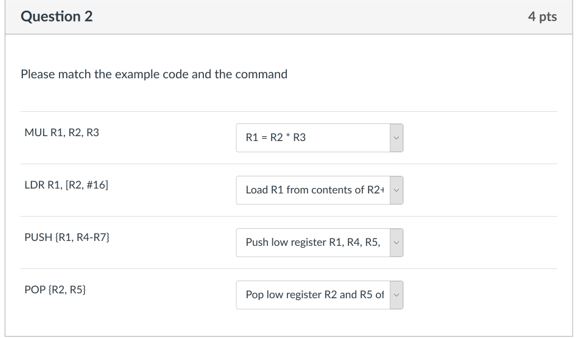 Question 2 4 pts
Please match the example code and the command
MUL R1, R2, R3 R1 = R2 * R3
LDR R1, [R2, #16] Load R1 from contents of R2+
PUSH {R1, R4-R7} Push low register R1, R4, R5,
POP {R2, R5} Pop low register R2 and R5 of